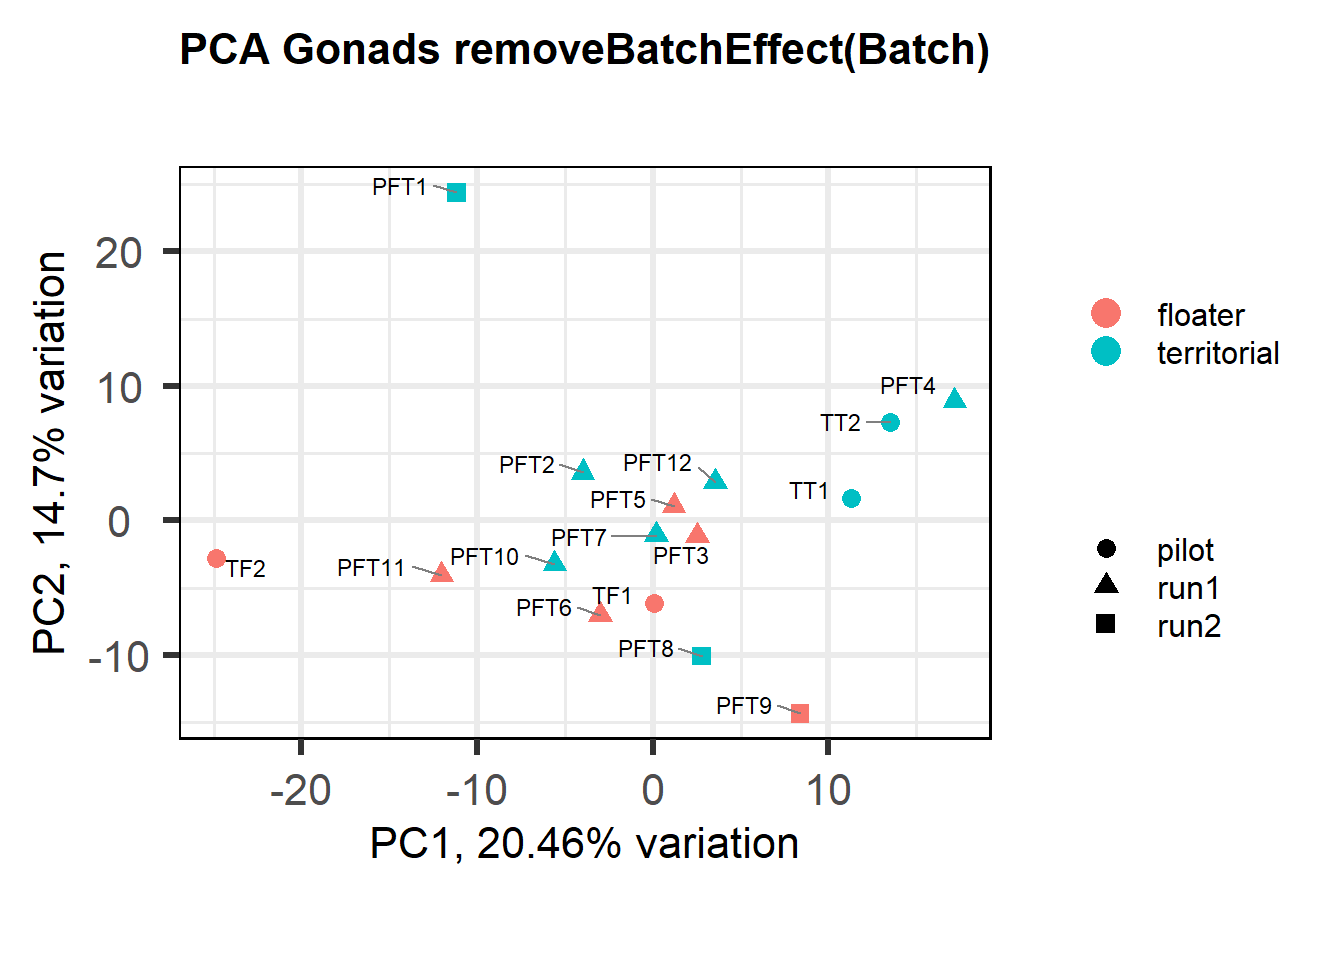 PCA Gonads removeBatchEffect(Batch)
PC2, 14.7% variation
20
10
0
-10
PFT1
PFT4
TT2
PFT2
PFT12
TT1
PFT5
PFT7
PFT3
PFT10
PFT11
TF2
TF1
PFT6
PFT8
PFT9
-20
-10
0
10
PC1, 20.46% variation
floater
territorial
pilot
run1
run2